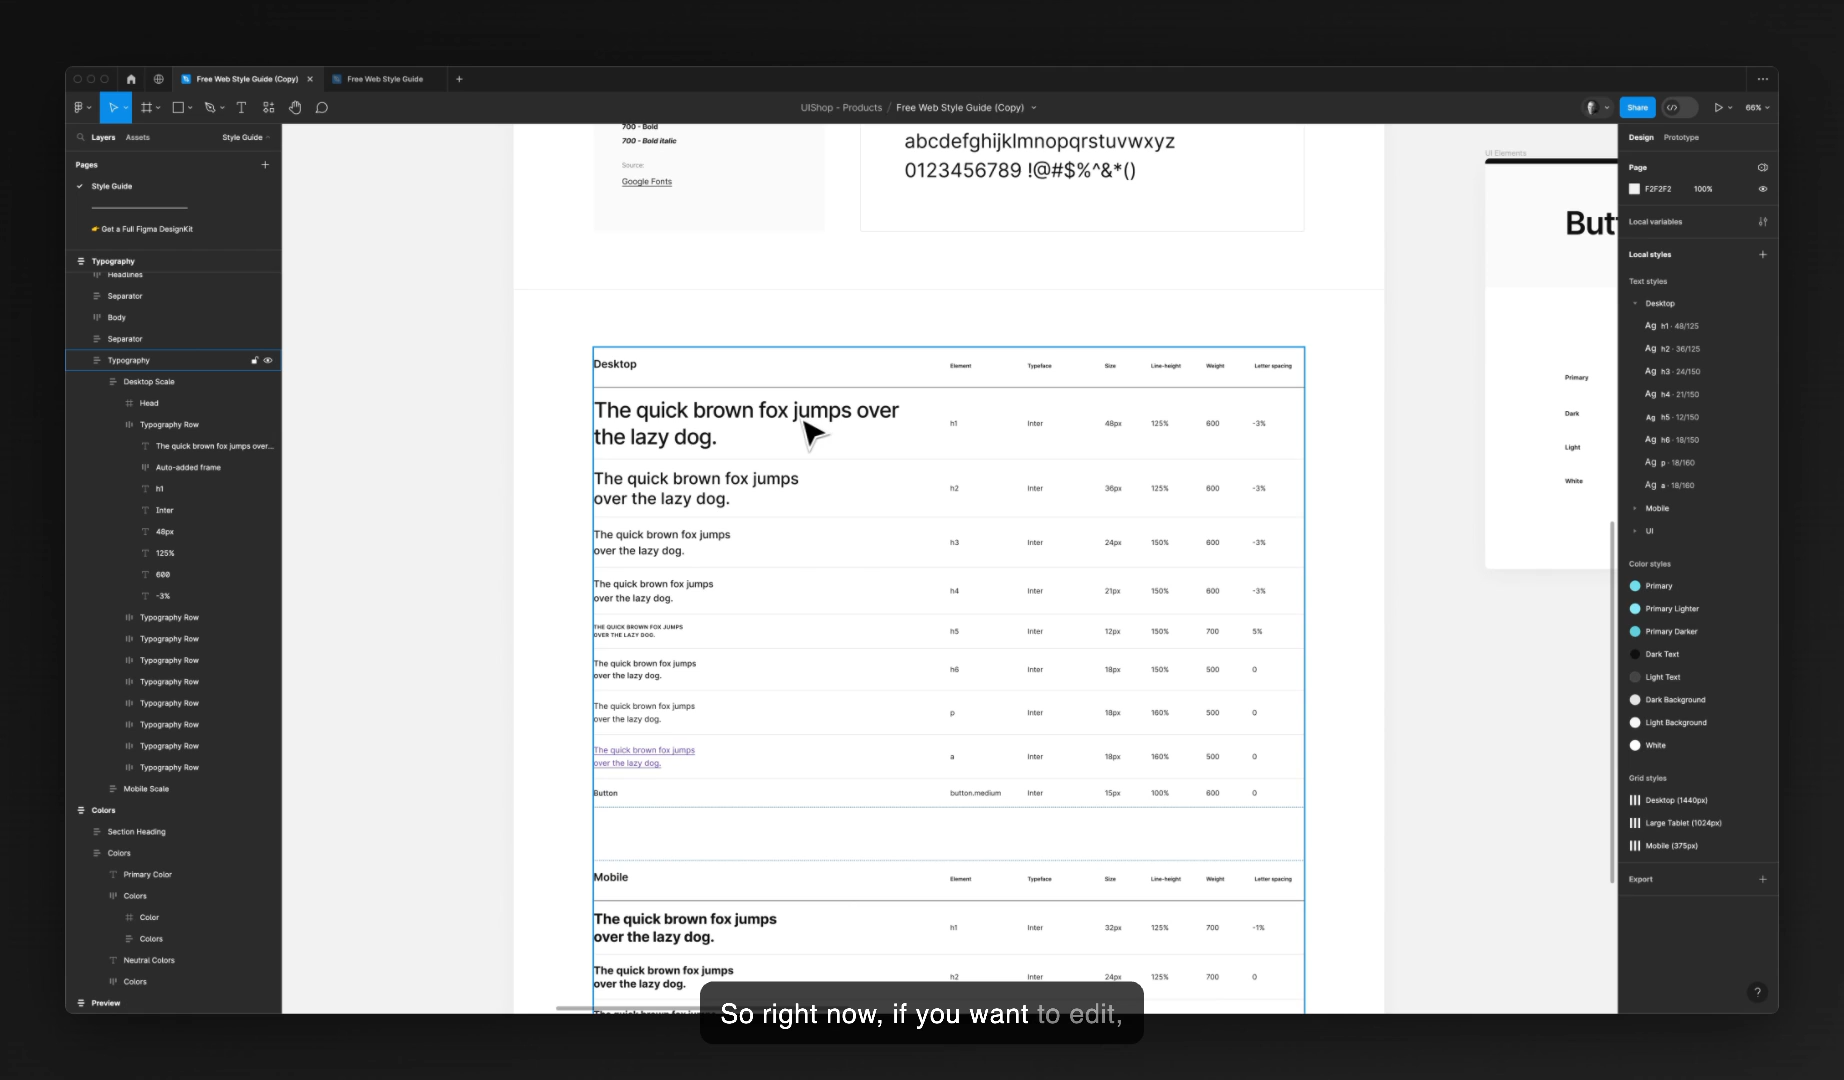 Free Web Style Guide (Copy)
Free Web Style Guide
UIShop - Products / Free Web Style Guide (Copy)
Share
66%
Layers
Assets
Style Guide
Pages
Style Guide
Get a Full Figma DesignKit
Typography
Headlines
Separator
Body
Separator
Typography
Desktop Scale
Head
Typography Row
The quick brown fox jumps over...
Auto-added frame
h1
Inter
48px
125%
600
-3%
Typography Row
Typography Row
Typography Row
Typography Row
Typography Row
Typography Row
Typography Row
Typography Row
Mobile Scale
Colors
Section Heading
Colors
Primary Color
Colors
Color
Colors
Neutral Colors
Colors
Preview
700 - Bold
700 - Bold italic
Source:
Google Fonts
abcdefghijklmnopqrstuvwxyz
0123456789 !@#$%^&*()
Desktop Element Typeface Size Line-height Weight Letter spacing
The quick brown fox jumps over
the lazy dog.
h1 Inter 48px 125% 600 -3%
The quick brown fox jumps
over the lazy dog.
h2 Inter 36px 125% 600 -3%
The quick brown fox jumps
over the lazy dog.
h3 Inter 24px 150% 600 -3%
The quick brown fox jumps
over the lazy dog.
h4 Inter 21px 150% 600 -3%
THE QUICK BROWN FOX JUMPS
OVER THE LAZY DOG.
h5 Inter 12px 150% 700 5%
The quick brown fox jumps
over the lazy dog.
h6 Inter 18px 150% 500 0
The quick brown fox jumps
over the lazy dog.
p Inter 18px 160% 500 0
The quick brown fox jumps
over the lazy dog.
a Inter 18px 160% 500 0
Button button.medium Inter 15px 100% 600 0
Mobile Element Typeface Size Line-height Weight Letter spacing
The quick brown fox jumps
over the lazy dog.
h1 Inter 32px 125% 700 -1%
The quick brown fox jumps
over the lazy dog.
h2 Inter 24px 125% 700 0
So right now, if you want to edit,
UI Elements
But
Primary
Dark
Light
White
Design
Prototype
Page
F2F2F2 100%
Local variables
Local styles
Text styles
Desktop
Ag h1 · 48/125
Ag h2 · 36/125
Ag h3 · 24/150
Ag h4 · 21/150
Ag h5 · 12/150
Ag h6 · 18/150
Ag p · 18/160
Ag a · 18/160
Mobile
UI
Color styles
Primary
Primary Lighter
Primary Darker
Dark Text
Light Text
Dark Background
Light Background
White
Grid styles
Desktop (1440px)
Large Tablet (1024px)
Mobile (375px)
Export
?